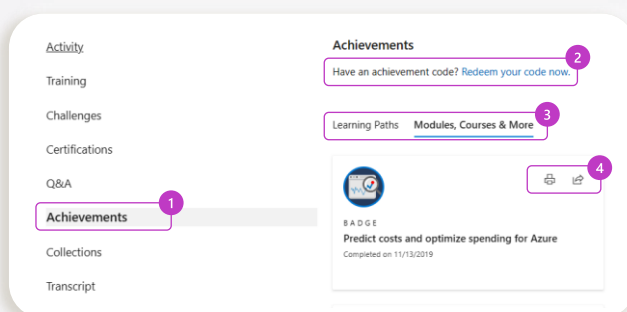 Activity
Training
Challenges
Certifications
Q&A
1
Achievements
Collections
Transcript
Achievements
2
Have an achievement code? Redeem your code now.
3
Learning Paths Modules, Courses & More
4
BADGE
Predict costs and optimize spending for Azure
Completed on 11/13/2019